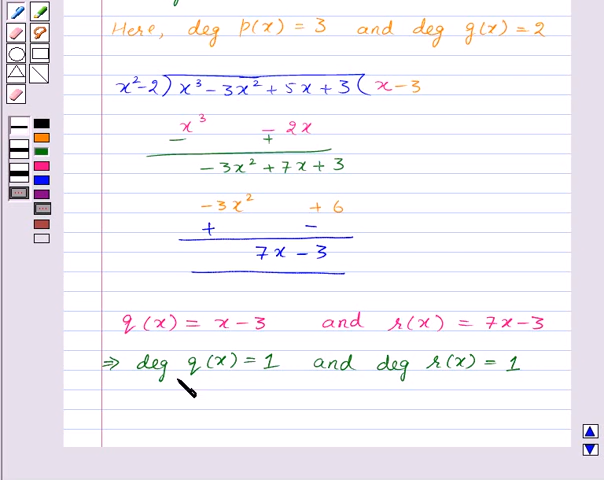 Here, deg p(x) = 3 and deg g(x) = 2
x² - 2) x³ - 3x² + 5x + 3 ( x - 3
x³ - 2x
- +
- 3x² + 7x + 3
- 3x² + 6
+ -
7x - 3
q(x) = x - 3 and r(x) = 7x - 3
⇒ deg q(x) = 1 and deg r(x) = 1